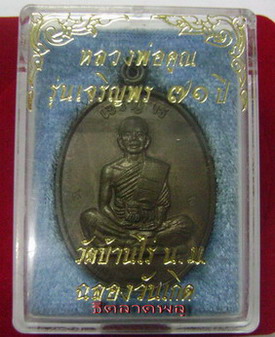 หลวงพ่อคูณ
รุ่นเจริญพร ๗๑ ปี
วัดบ้านไร่ น.ม.
ฉลองวันเกิด